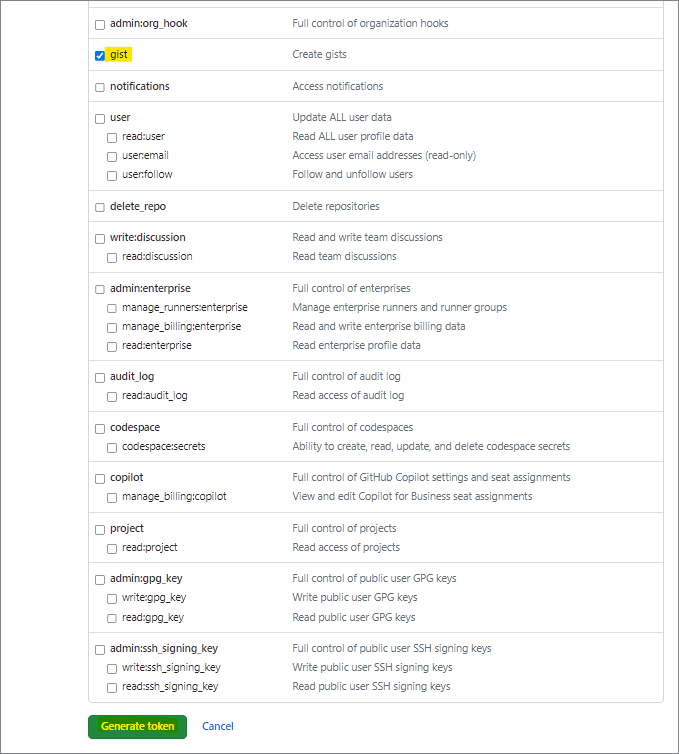 admin:org_hook Full control of organization hooks
gist Create gists
notifications Access notifications
user Update ALL user data
read:user Read ALL user profile data
user:email Access user email addresses (read-only)
user:follow Follow and unfollow users
delete_repo Delete repositories
write:discussion Read and write team discussions
read:discussion Read team discussions
admin:enterprise Full control of enterprises
manage_runners:enterprise Manage enterprise runners and runner groups
manage_billing:enterprise Read and write enterprise billing data
read:enterprise Read enterprise profile data
audit_log Full control of audit log
read:audit_log Read access of audit log
codespace Full control of codespaces
codespace:secrets Ability to create, read, update, and delete codespace secrets
copilot Full control of GitHub Copilot settings and seat assignments
manage_billing:copilot View and edit Copilot for Business seat assignments
project Full control of projects
read:project Read access of projects
admin:gpg_key Full control of public user GPG keys
write:gpg_key Write public user GPG keys
read:gpg_key Read public user GPG keys
admin:ssh_signing_key Full control of public user SSH signing keys
write:ssh_signing_key Write public user SSH signing keys
read:ssh_signing_key Read public user SSH signing keys
Generate token Cancel